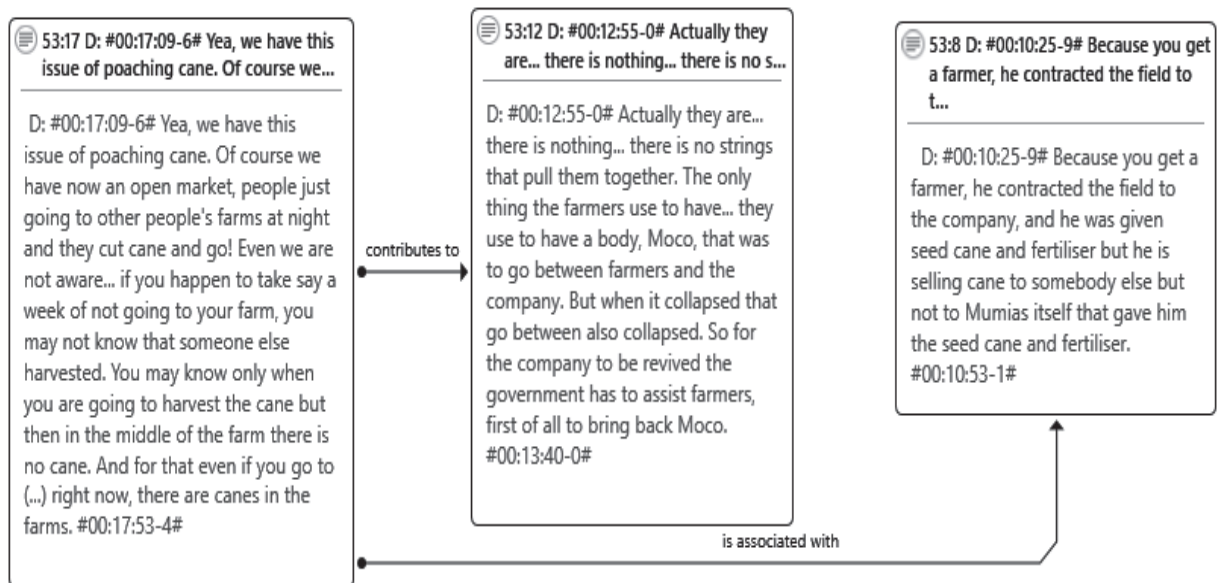 53:17 D: #00:17:09-6# Yea, we have this
issue of poaching cane. Of course we...
D: #00:17:09-6# Yea, we have this
issue of poaching cane. Of course we
have now an open market, people just
going to other people's farms at night
and they cut cane and go! Even we are
not aware... if you happen to take say a
week of not going to your farm, you
may not know that someone else
harvested. You may know only when
you are going to harvest the cane but
then in the middle of the farm there is
no cane. And for that even if you go to
(...) right now, there are canes in the
farms. #00:17:53-4#
contributes to
53:12 D: #00:12:55-0# Actually they
are... there is nothing... there is no s...
D: #00:12:55-0# Actually they are...
there is nothing... there is no strings
that pull them together. The only
thing the farmers use to have... they
use to have a body, Moco, that was
to go between farmers and the
company. But when it collapsed that
go between also collapsed. So for
the company to be revived the
government has to assist farmers,
first of all to bring back Moco.
#00:13:40-0#
is associated with
53:8 D: #00:10:25-9# Because you get
a farmer, he contracted the field to
t...
D: #00:10:25-9# Because you get a
farmer, he contracted the field to
the company, and he was given
seed cane and fertiliser but he is
selling cane to somebody else but
not to Mumias itself that gave him
the seed cane and fertiliser.
#00:10:53-1#